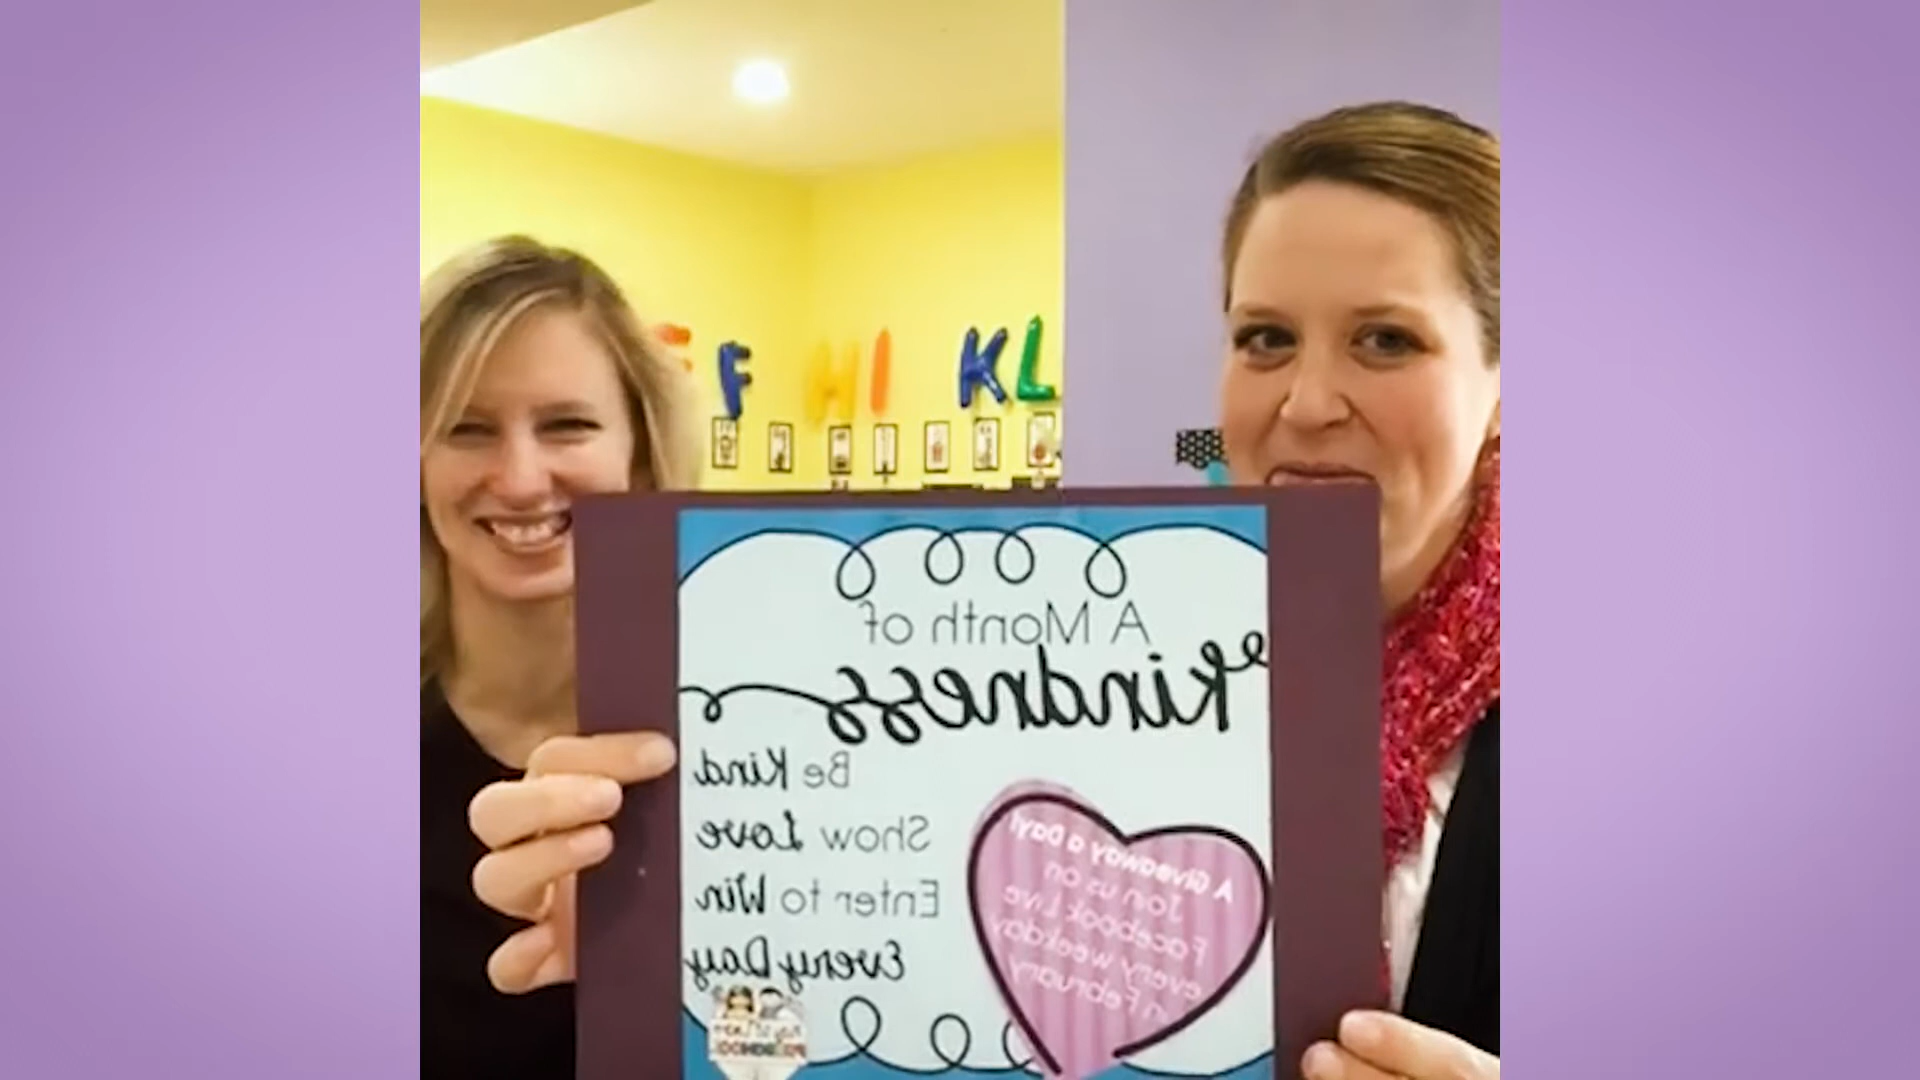 F H I K L
A Month of
kindness
Be Kind
Show Love
Enter to Win
Every Day
A Giveaway a Day!
Join us on
Facebook Live
every weekday
in February